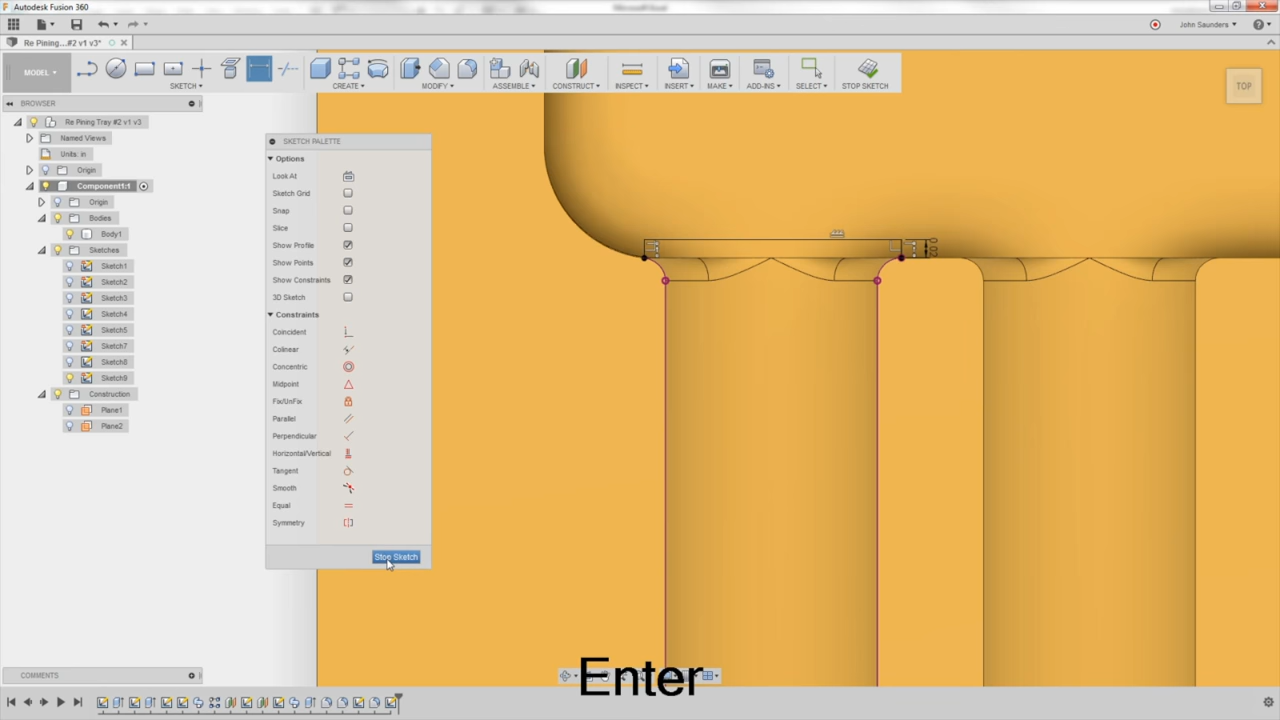 Autodesk Fusion 360
John Saunders
Re Pining...#2 v1 v3*
MODEL
SKETCH
CREATE
MODIFY
ASSEMBLE
CONSTRUCT
INSPECT
INSERT
MAKE
ADD-INS
SELECT
STOP SKETCH
TOP
BROWSER
Re Pining Tray #2 v1 v3
Named Views
Units: in
Origin
Component1:1
Origin
Bodies
Body1
Sketches
Sketch1
Sketch2
Sketch3
Sketch4
Sketch5
Sketch7
Sketch8
Sketch9
Construction
Plane1
Plane2
SKETCH PALETTE
Options
Look At
Sketch Grid
Snap
Slice
Show Profile
Show Points
Show Constraints
3D Sketch
Constraints
Coincident
Colinear
Concentric
Midpoint
Fix/UnFix
Parallel
Perpendicular
Horizontal/Vertical
Tangent
Smooth
Equal
Symmetry
Stop Sketch
Enter
COMMENTS